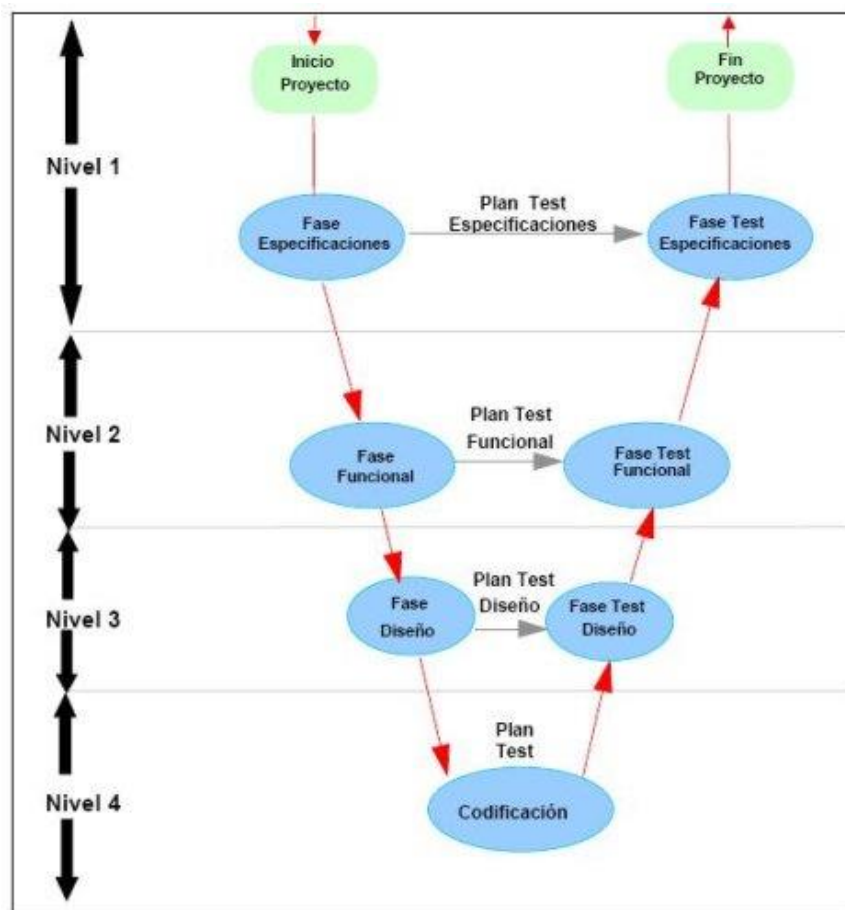 Inicio
Proyecto
Fin
Proyecto
Nivel 1
Fase
Especificaciones
Plan Test
Especificaciones
Fase Test
Especificaciones
Nivel 2
Fase
Funcional
Plan Test
Funcional
Fase Test
Funcional
Nivel 3
Fase
Diseño
Plan Test
Diseño
Fase Test
Diseño
Nivel 4
Plan
Test
Codificación